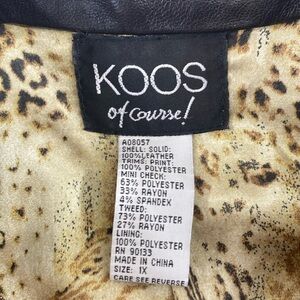 KOOS
of course!
A08057
SHELL: SOLID:
100%LEATHER
TRIMS: PRINT:
100% POLYESTER
MINI CHECK:
63% POLYESTER
33% RAYON
4% SPANDEX
TWEED:
73% POLYESTER
27% RAYON
LINING:
100% POLYESTER
RN 90133
MADE IN CHINA
SIZE: 1X
CARE SEE REVERSE